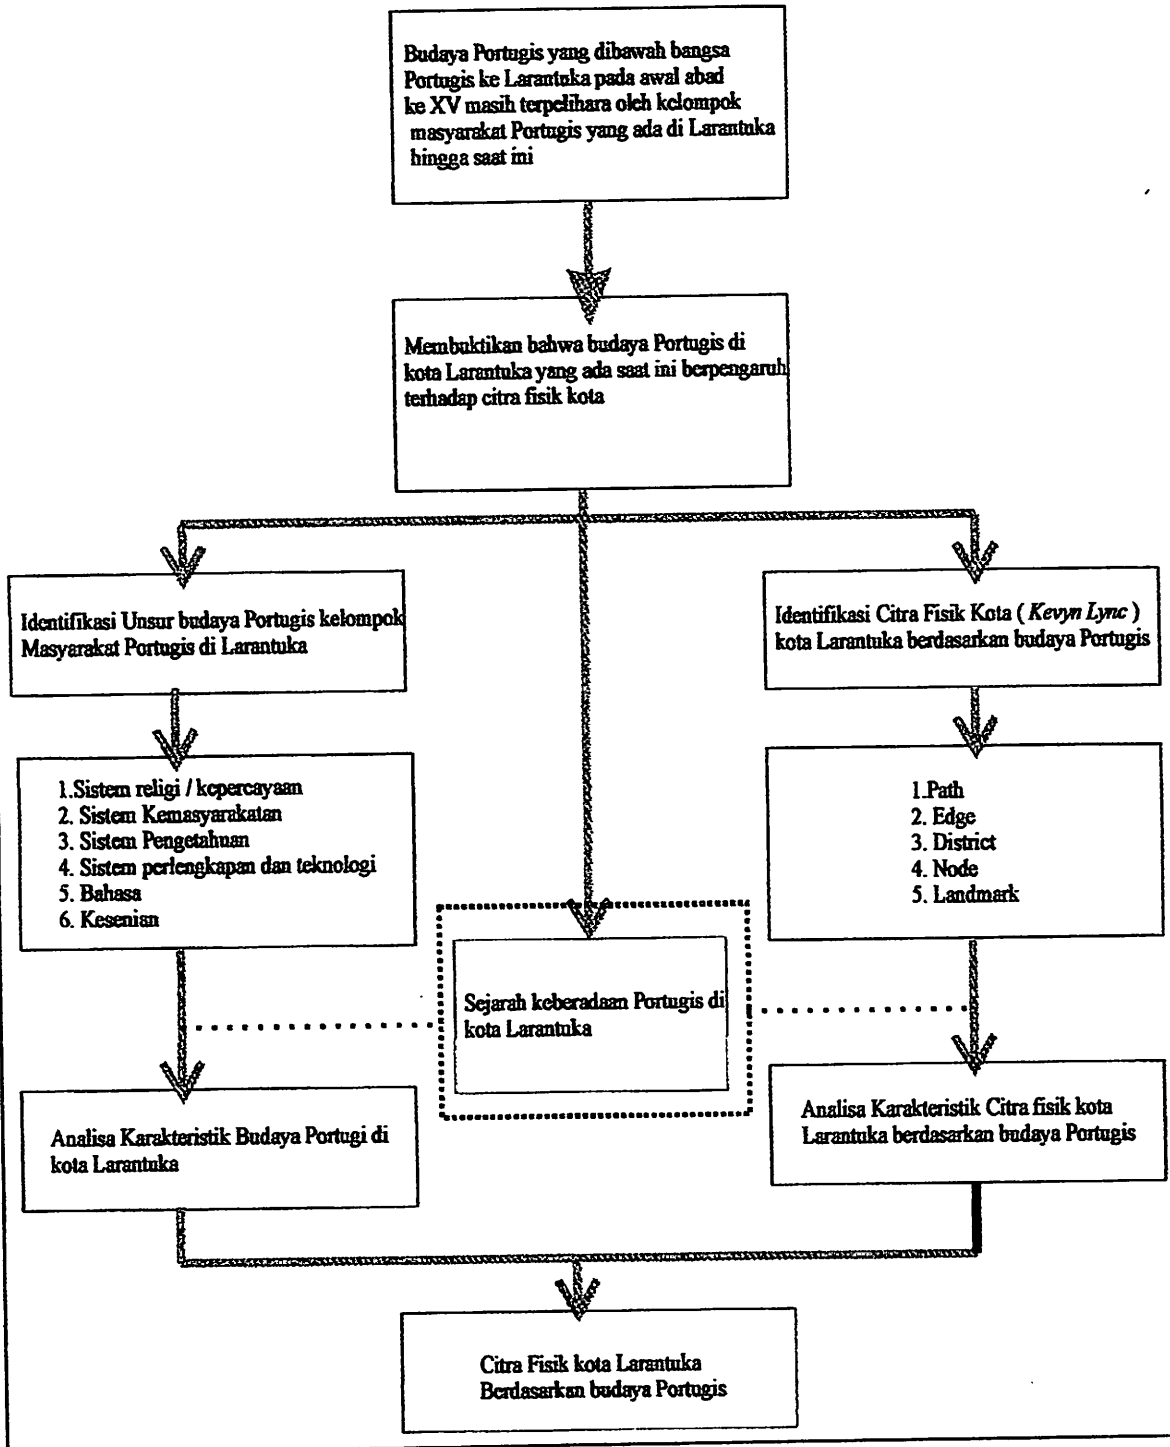 Budaya Portugis yang dibawah bangsa
Portugis ke Larantuka pada awal abad
ke XV masih terpelihara oleh kelompok
masyarakat Portugis yang ada di Larantuka
hingga saat ini
Membuktikan bahwa budaya Portugis di
kota Larantuka yang ada saat ini berpengaruh
terhadap citra fisik kota
Identifikasi Unsur budaya Portugis kelompok
Masyarakat Portugis di Larantuka
Identifikasi Citra Fisik Kota ( Kevyn Lync )
kota Larantuka berdasarkan budaya Portugis
1.Sistem religi / kepercayaan
2. Sistem Kemasyarakatan
3. Sistem Pengetahuan
4. Sistem perlengkapan dan teknologi
5. Bahasa
6. Kesenian
1.Path
2. Edge
3. District
4. Node
5. Landmark
Sejarah keberadaan Portugis di
kota Larantuka
Analisa Karakteristik Budaya Portugi di
kota Larantuka
Analisa Karakteristik Citra fisik kota
Larantuka berdasarkan budaya Portugis
Citra Fisik kota Larantuka
Berdasarkan budaya Portugis